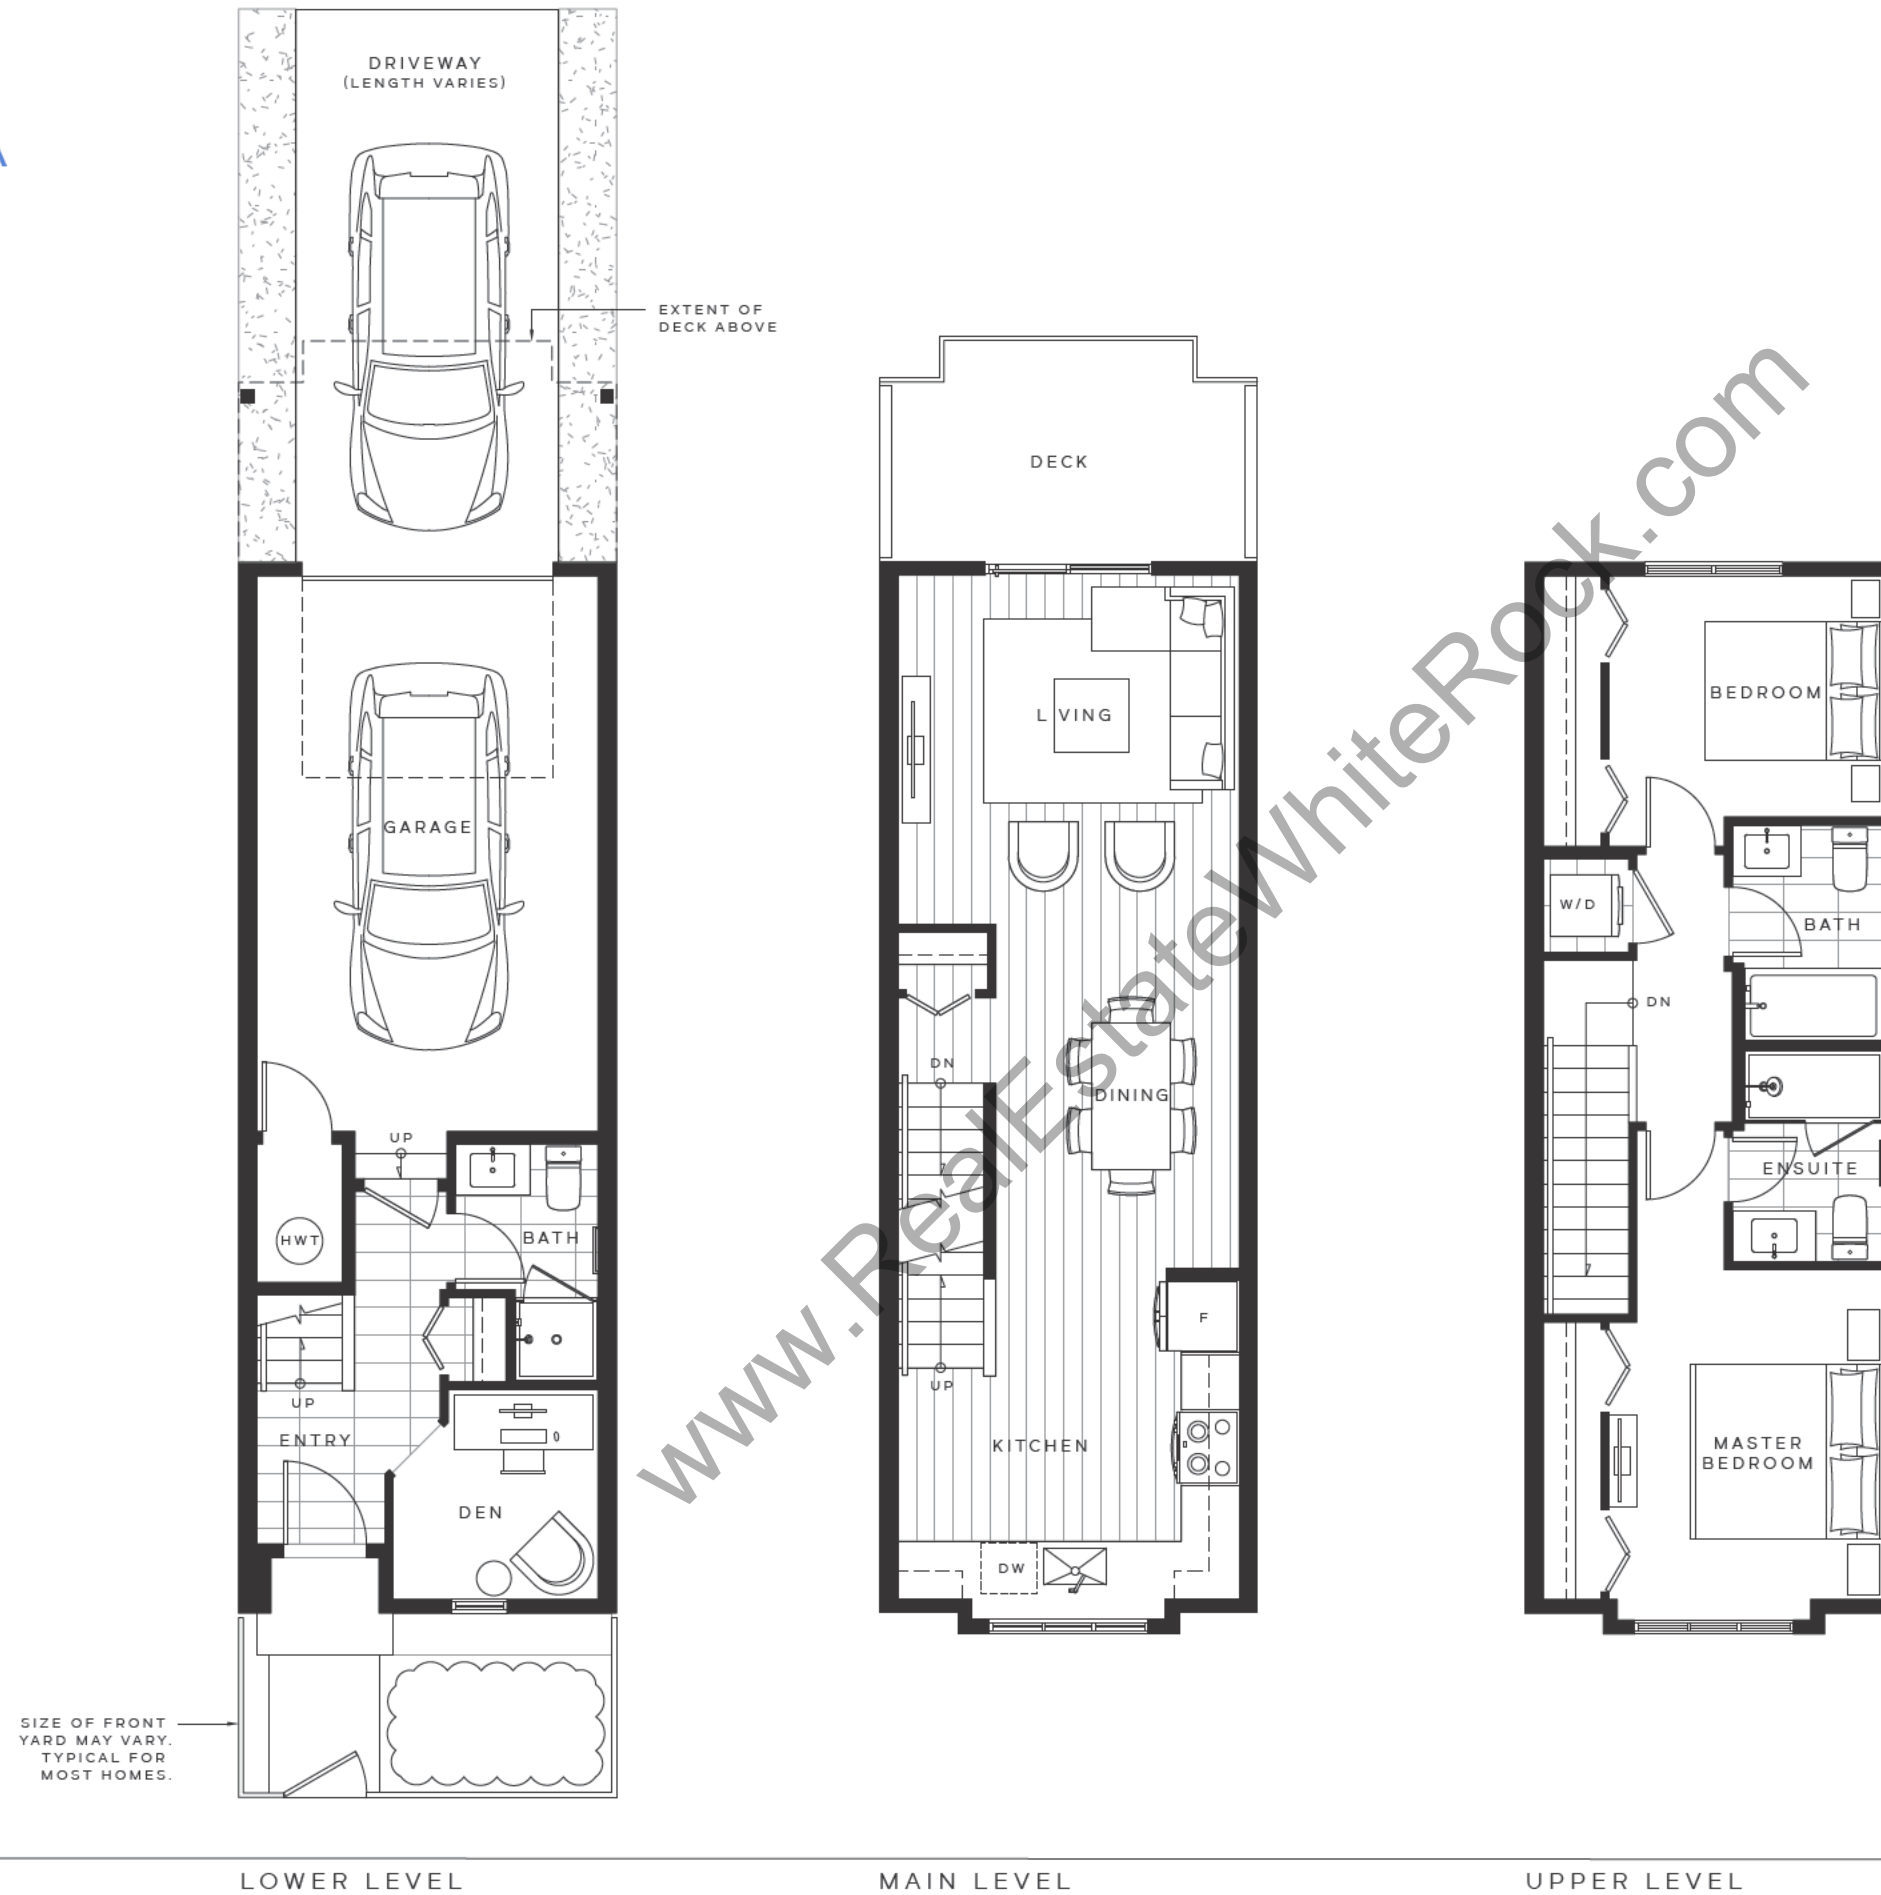 DRIVEWAY
(LENGTH VARIES)
EXTENT OF
DECK ABOVE
GARAGE
UP
HWT
BATH
UP
ENTRY
DEN
SIZE OF FRONT
YARD MAY VARY.
TYPICAL FOR
MOST HOMES.
LOWER LEVEL
DECK
LIVING
DN
DINING
F
UP
KITCHEN
DW
MAIN LEVEL
BEDROOM
W/D
BATH
DN
ENSUITE
MASTER
BEDROOM
UPPER LEVEL
www.RealEstateWhiteRock.com